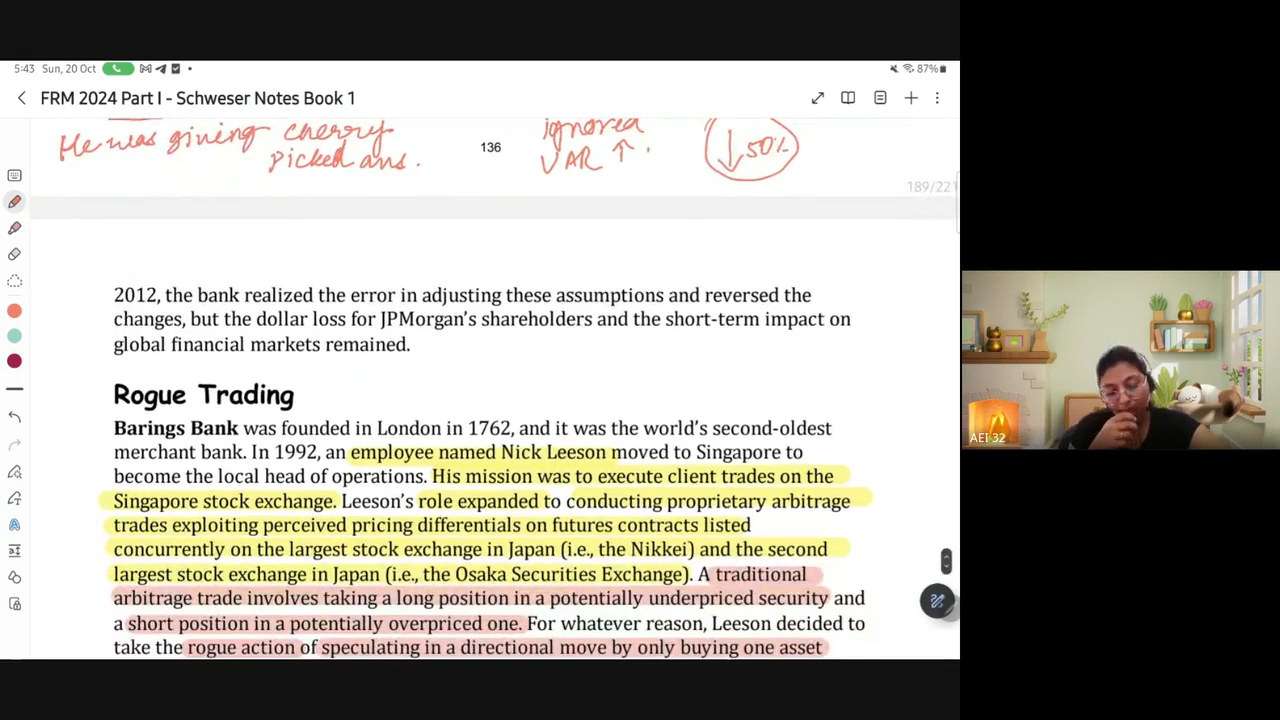 5:43 Sun, 20 Oct 87%
FRM 2024 Part I - Schweser Notes Book 1
He was giving cherry
picked ans.
136
ignored
VAR ↑.
↓ 50%
189/221
2012, the bank realized the error in adjusting these assumptions and reversed the
changes, but the dollar loss for JPMorgan's shareholders and the short-term impact on
global financial markets remained.
Rogue Trading
Barings Bank was founded in London in 1762, and it was the world's second-oldest
merchant bank. In 1992, an employee named Nick Leeson moved to Singapore to
become the local head of operations. His mission was to execute client trades on the
Singapore stock exchange. Leeson's role expanded to conducting proprietary arbitrage
trades exploiting perceived pricing differentials on futures contracts listed
concurrently on the largest stock exchange in Japan (i.e., the Nikkei) and the second
largest stock exchange in Japan (i.e., the Osaka Securities Exchange). A traditional
arbitrage trade involves taking a long position in a potentially underpriced security and
a short position in a potentially overpriced one. For whatever reason, Leeson decided to
take the rogue action of speculating in a directional move by only buying one asset
AEI 32